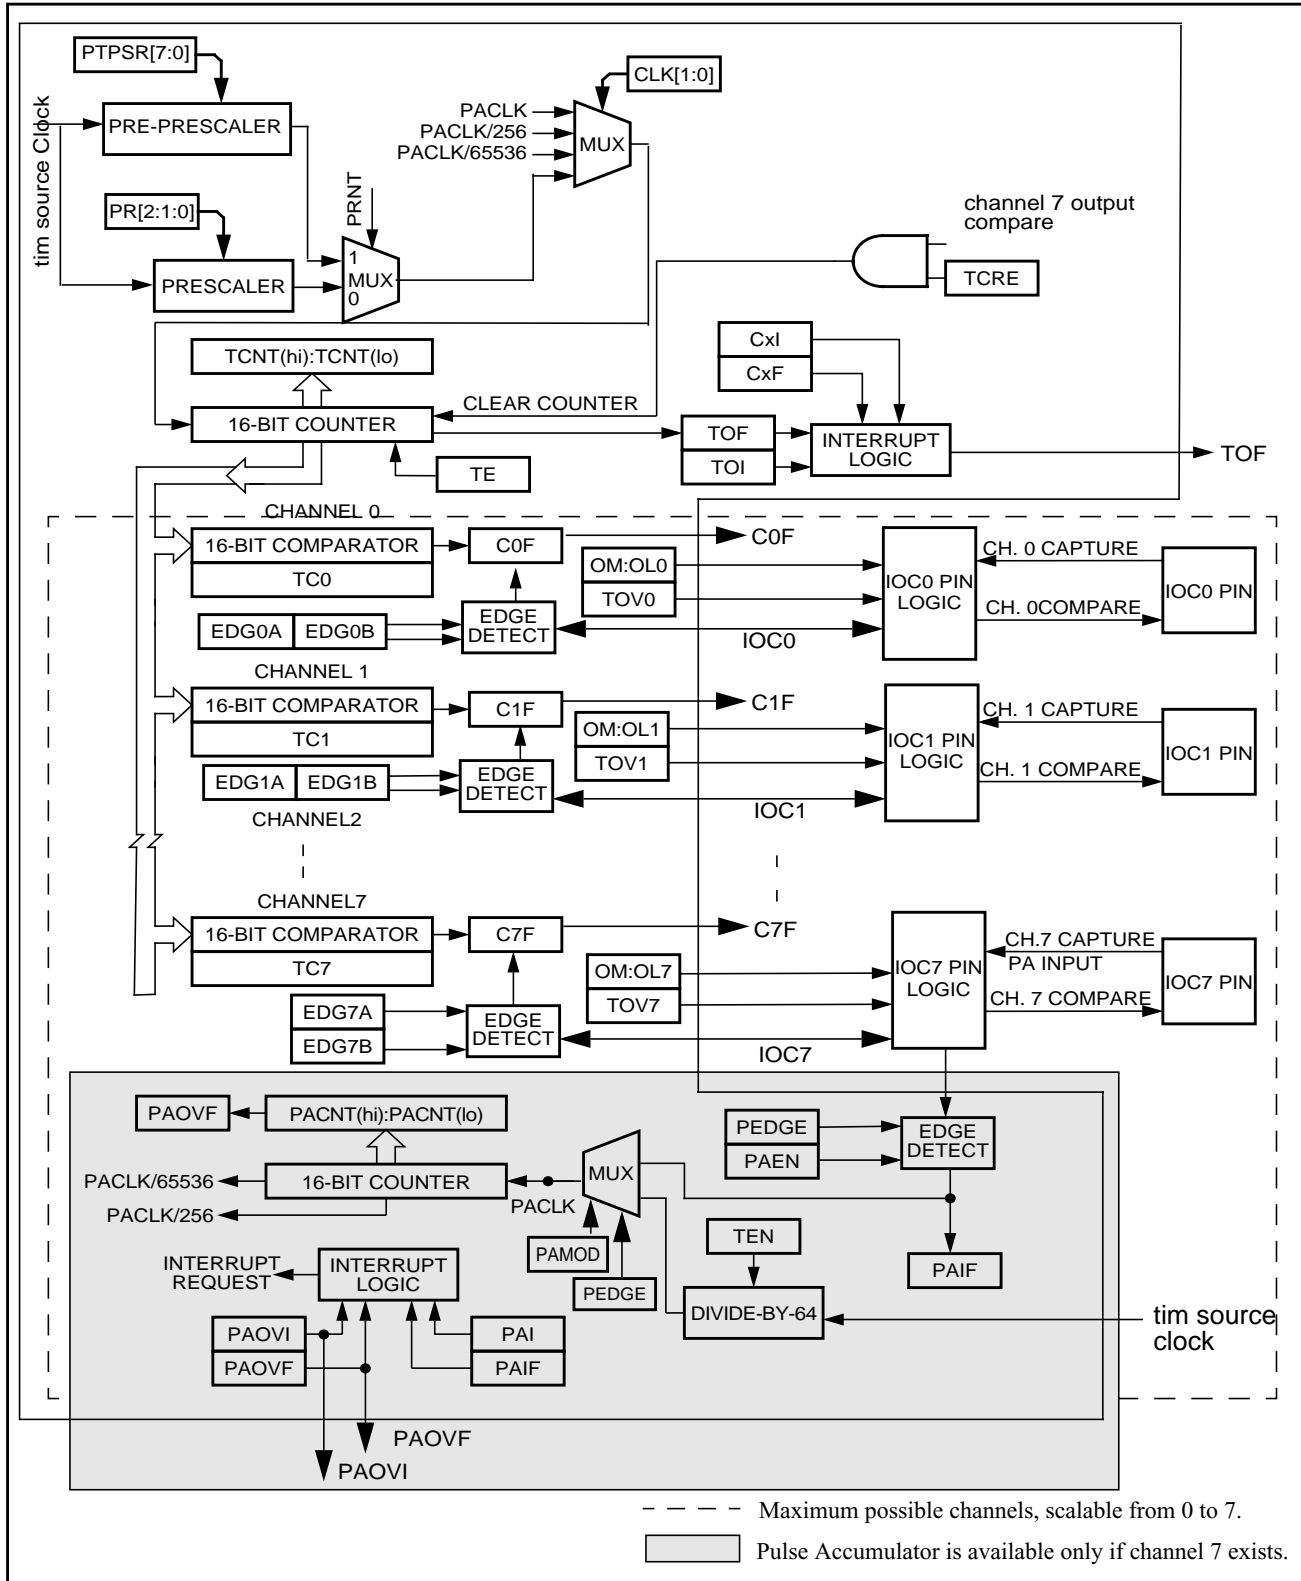 PTPSR[7:0]
CLK[1:0]
tim source Clock
PRE-PRESCALER
PACLK
PACLK/256
PACLK/65536
MUX
PR[2:1:0]
PRNT
channel 7 output
compare
1
MUX
0
PRESCALER
TCRE
TCNT(hi):TCNT(lo)
CxI
CxF
CLEAR COUNTER
16-BIT COUNTER
TOF
TOI
INTERRUPT
LOGIC
TOF
TE
CHANNEL 0
16-BIT COMPARATOR
TC0
C0F
C0F
OM:OL0
TOV0
IOC0 PIN
LOGIC
CH. 0 CAPTURE
CH. 0COMPARE
IOC0 PIN
EDG0A
EDG0B
EDGE
DETECT
IOC0
CHANNEL 1
16-BIT COMPARATOR
TC1
C1F
C1F
OM:OL1
TOV1
IOC1 PIN
LOGIC
CH. 1 CAPTURE
CH. 1 COMPARE
IOC1 PIN
EDG1A
EDG1B
EDGE
DETECT
IOC1
CHANNEL2
CHANNEL7
16-BIT COMPARATOR
TC7
C7F
C7F
OM:OL7
TOV7
IOC7 PIN
LOGIC
CH.7 CAPTURE
PA INPUT
CH. 7 COMPARE
IOC7 PIN
EDG7A
EDG7B
EDGE
DETECT
IOC7
PAOVF
PACNT(hi):PACNT(lo)
PEDGE
PAEN
EDGE
DETECT
MUX
PACLK/65536
16-BIT COUNTER
PACLK
PACLK/256
PAMOD
TEN
INTERRUPT
REQUEST
INTERRUPT
LOGIC
PEDGE
PAIF
DIVIDE-BY-64
tim source
clock
PAOVI
PAOVF
PAI
PAIF
PAOVF
PAOVI
Maximum possible channels, scalable from 0 to 7.
Pulse Accumulator is available only if channel 7 exists.